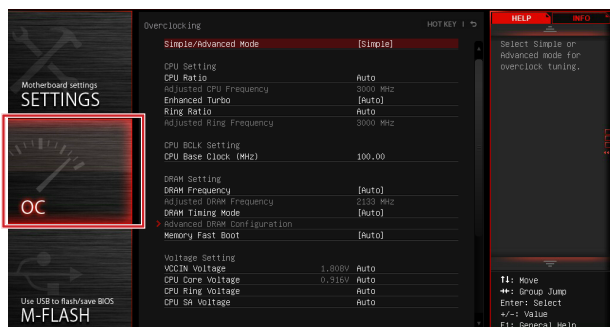 Overclocking
HOT KEY | ↰
HELP
INFO
Simple/Advanced Mode [Simple]
CPU Setting
CPU Ratio Auto
Adjusted CPU Frequency 3000 MHz
Enhanced Turbo [Auto]
Ring Ratio Auto
Adjusted Ring Frequency 3000 MHz
CPU BCLK Setting
CPU Base Clock (MHz) 100.00
DRAM Setting
DRAM Frequency [Auto]
Adjusted DRAM Frequency 2133 MHz
DRAM Timing Mode [Auto]
> Advanced DRAM Configuration
Memory Fast Boot [Auto]
Voltage Setting
VCCIN Voltage 1.808V Auto
CPU Core Voltage 0.916V Auto
CPU Ring Voltage Auto
CPU SA Voltage Auto
Motherboard settings
SETTINGS
OC
Use USB to flash/save BIOS
M-FLASH
Select Simple or
Advanced mode for
overclock tuning.
↑↓: Move
→←: Group Jump
Enter: Select
+/-: Value
F1: General Help